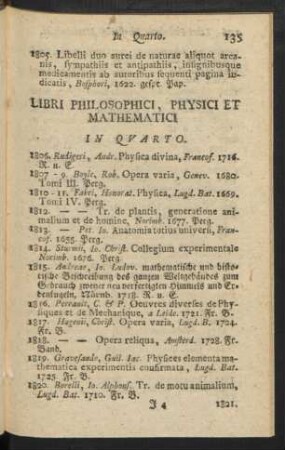 In Quarto. 135
1805. Libelli duo aurei de naturae aliquot arca-
nis, sympathiis et antipathiis, insignibusque
medicamentis ab auctoribus sequenti pagina in-
dicatis, Bosphori, 1622. gest. Pap.
LIBRI PHILOSOPHICI, PHYSICI ET
MATHEMATICI
IN QVARTO.
1806. Rudigeri, Andr. Physica divina, Francof. 1716.
R. u. E.
1807 - 9. Boyle, Rob. Opera varia, Genev. 1680.
Tomi III. Perg.
1810 - 11. Fabri, Honorat. Physica, Lugd. Bat. 1669.
Tomi IV. Perg.
1812. — — Tr. de plantis, generatione ani-
malium et de homine, Norimb. 1677. Perg.
1813. — Pet. Io. Anatomia totius universi, Fran-
cof. 1655. Perg.
1814. Sturmii, Io. Christ. Collegium experimentale
Norimb. 1676. Perg.
1815. Andreae, Io. Ludov. mathematische und histo-
rische Beschreibung des ganzen Weltgebäudes zum
Gebrauch zweier neu verfertigten Himmels und Er-
denkugeln, Nürnb. 1718. R. u. E.
1816. Perrault, C. & P. Oeuvres diverses de Phy-
siques et de Mechanique, a Leide. 1721. Fr. B.
1817. Hugenii, Christ. Opera varia, Lugd. B. 1724.
Fr. B.
1818. — — Opera reliqua, Amsterd. 1728. Fr.
Band.
1819. Gravesande, Guil. Iac. Physices elementa ma-
thematica experimentis confirmata, Lugd. Bat.
1725. Fr. B.
1820. Borelli, Io. Alphons. Tr. de motu animalium,
Lugd. Bat. 1710. Fr. B.
J 4 1821.